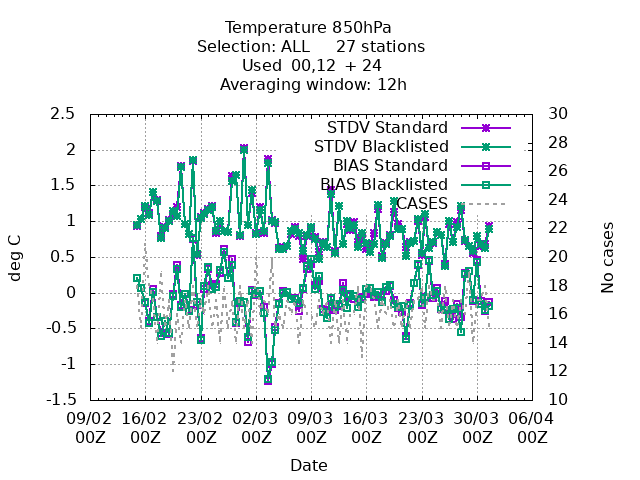 Temperature 850hPa
Selection: ALL 27 stations
Used 00,12 + 24
Averaging window: 12h
STDV Standard
STDV Blacklisted
BIAS Standard
BIAS Blacklisted
CASES
deg C
2.5
2
1.5
1
0.5
0
-0.5
-1
-1.5
No cases
30
28
26
24
22
20
18
16
14
12
10
09/02 16/02 23/02 02/03 09/03 16/03 23/03 30/03 06/04
00Z 00Z 00Z 00Z 00Z 00Z 00Z 00Z 00Z
Date